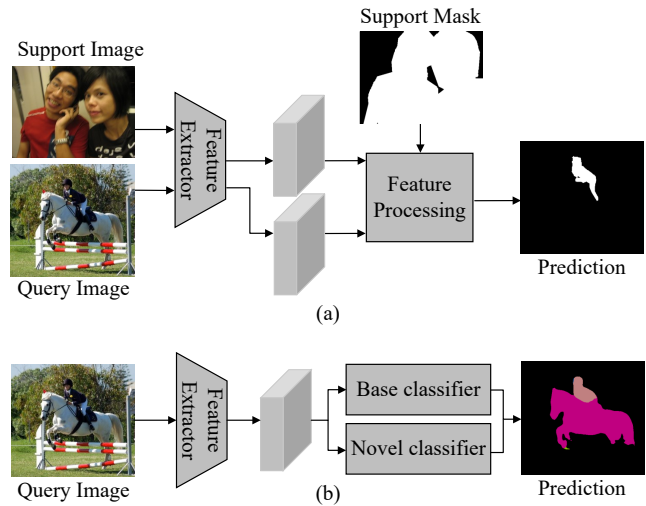 Support Mask
Support Image
Feature
Extractor
Feature
Processing
Query Image
Prediction
(a)
Feature
Extractor
Base classifier
Novel classifier
Query Image
(b)
Prediction